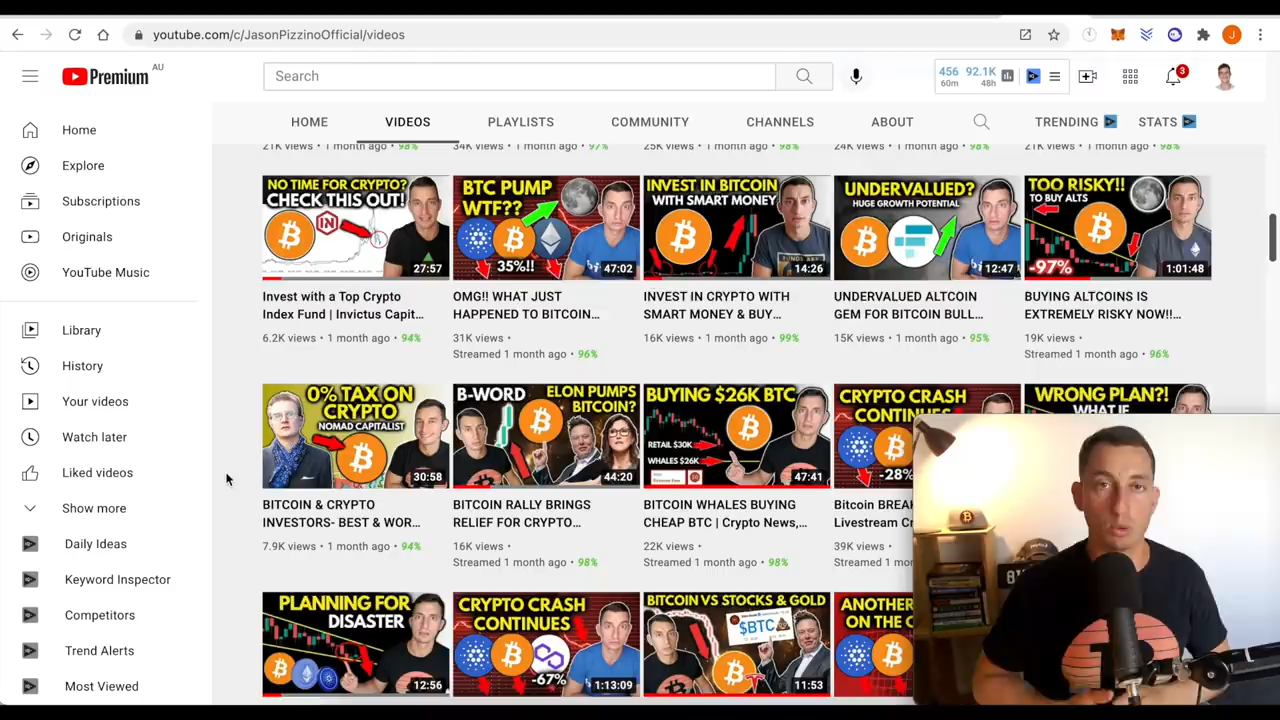 youtube.com/c/JasonPizzinoOfficial/videos
J
Premium AU
Search
456 92.1K
60m 48h
3
HOME VIDEOS PLAYLISTS COMMUNITY CHANNELS ABOUT TRENDING STATS
Home
Explore
Subscriptions
Originals
YouTube Music
Library
History
Your videos
Watch later
Liked videos
Show more
Daily Ideas
Keyword Inspector
Competitors
Trend Alerts
Most Viewed
21K views • 1 month ago • 98%
34K views • 1 month ago • 97%
25K views • 1 month ago • 98%
24K views • 1 month ago • 98%
21K views • 1 month ago • 98%
NO TIME FOR CRYPTO?
CHECK THIS OUT!
27:57
Invest with a Top Crypto
Index Fund | Invictus Capit...
6.2K views • 1 month ago • 94%
BTC PUMP
WTF??
35%!!
47:02
OMG!! WHAT JUST
HAPPENED TO BITCOIN...
31K views •
Streamed 1 month ago • 96%
INVEST IN BITCOIN
WITH SMART MONEY
14:26
INVEST IN CRYPTO WITH
SMART MONEY & BUY...
16K views • 1 month ago • 99%
UNDERVALUED?
HUGE GROWTH POTENTIAL
12:47
UNDERVALUED ALTCOIN
GEM FOR BITCOIN BULL...
15K views • 1 month ago • 95%
TOO RISKY!!
TO BUY ALTS
-97%
1:01:48
BUYING ALTCOINS IS
EXTREMELY RISKY NOW!!...
19K views •
Streamed 1 month ago • 96%
0% TAX ON
CRYPTO
NOMAD CAPITALIST
30:58
BITCOIN & CRYPTO
INVESTORS- BEST & WOR...
7.9K views • 1 month ago • 94%
B-WORD
ELON PUMPS
BITCOIN?
44:20
BITCOIN RALLY BRINGS
RELIEF FOR CRYPTO...
16K views •
Streamed 1 month ago • 98%
BUYING $26K BTC
RETAIL $30K
WHALES $26K
47:41
BITCOIN WHALES BUYING
CHEAP BTC | Crypto News,...
22K views •
Streamed 1 month ago • 98%
CRYPTO CRASH
CONTINUES
-28%
Bitcoin BREA
Livestream Cr
39K views •
Streamed 1 mo
WRONG PLAN?!
WHAT IF
PLANNING FOR
DISASTER
12:56
CRYPTO CRASH
CONTINUES
-67%
1:13:09
BITCOIN VS STOCKS & GOLD
$BTC
11:53
ANOTHER
ON THE C